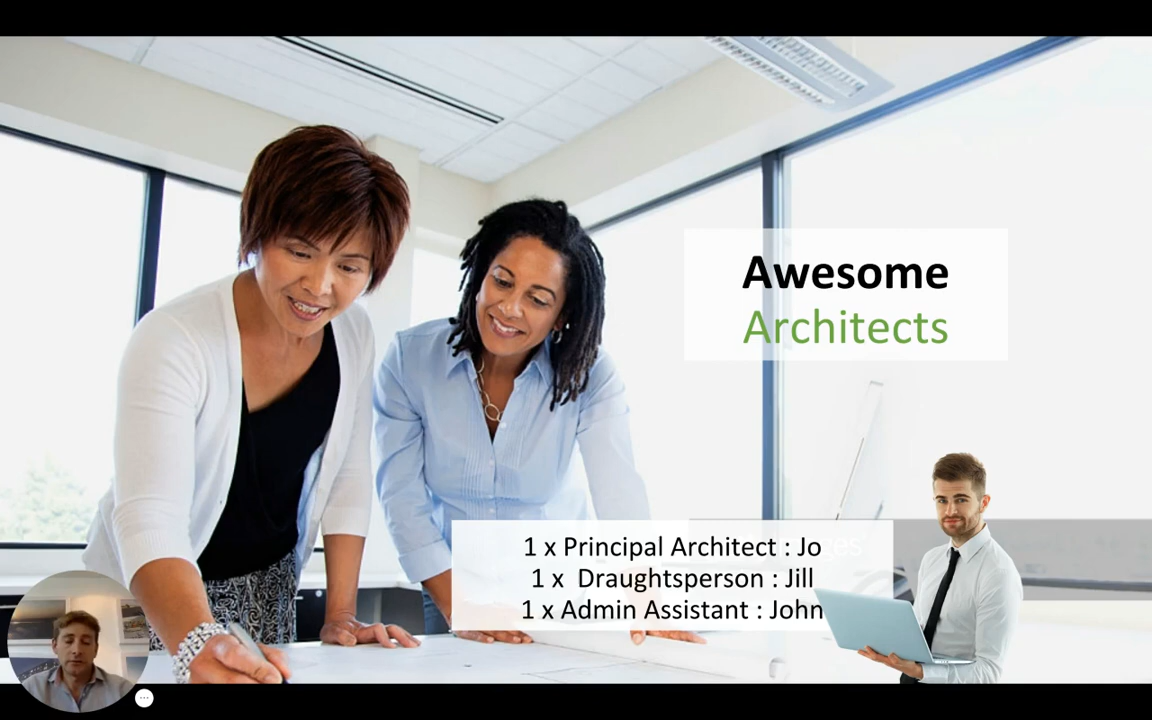 Awesome
Architects
1 x Principal Architect : Jo
1 x Draughtsperson : Jill
1 x Admin Assistant : John